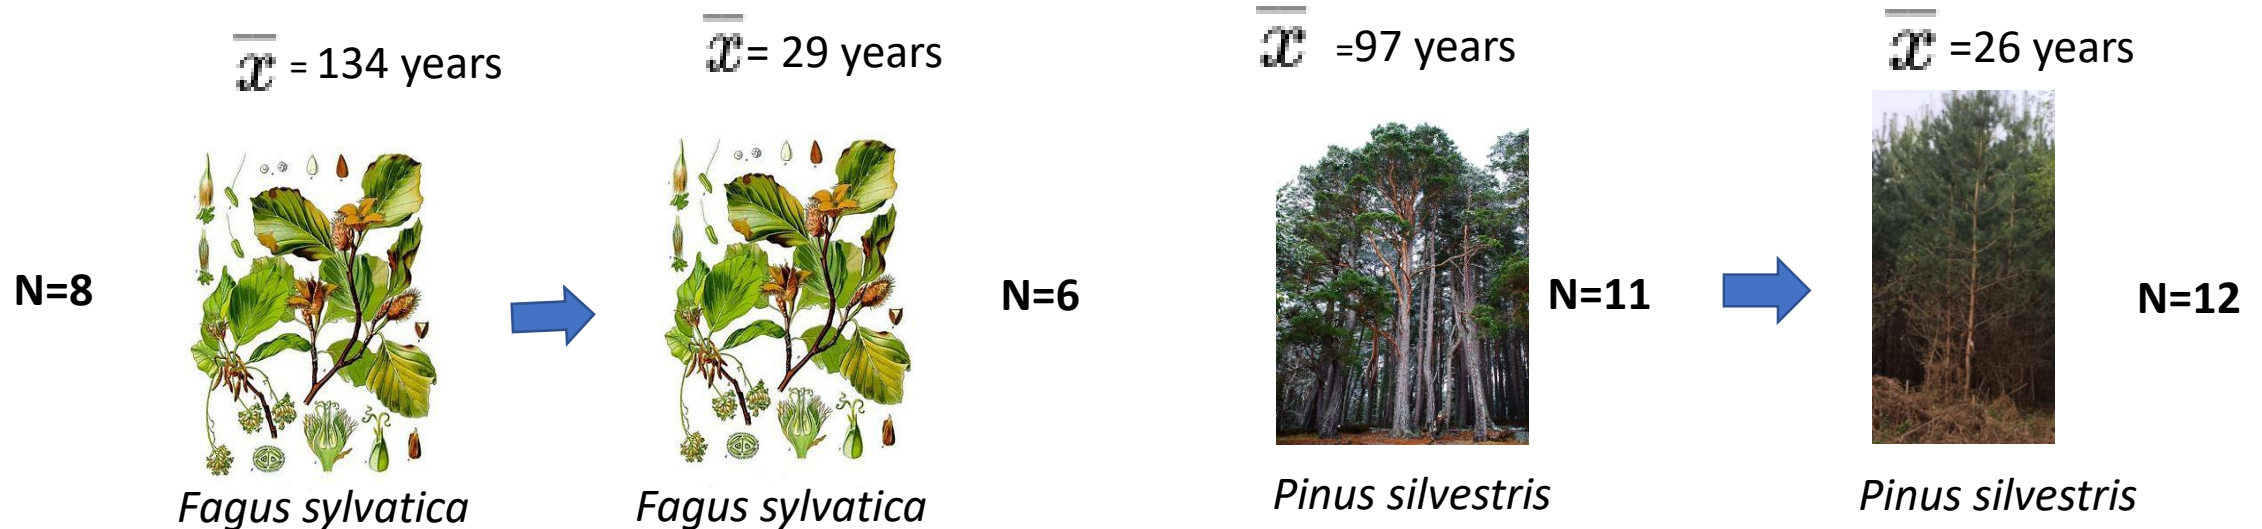 x̅ = 134 years
x̅ = 29 years
x̅ =97 years
x̅ =26 years
N=8
N=6
N=11
N=12
Fagus sylvatica
Fagus sylvatica
Pinus silvestris
Pinus silvestris